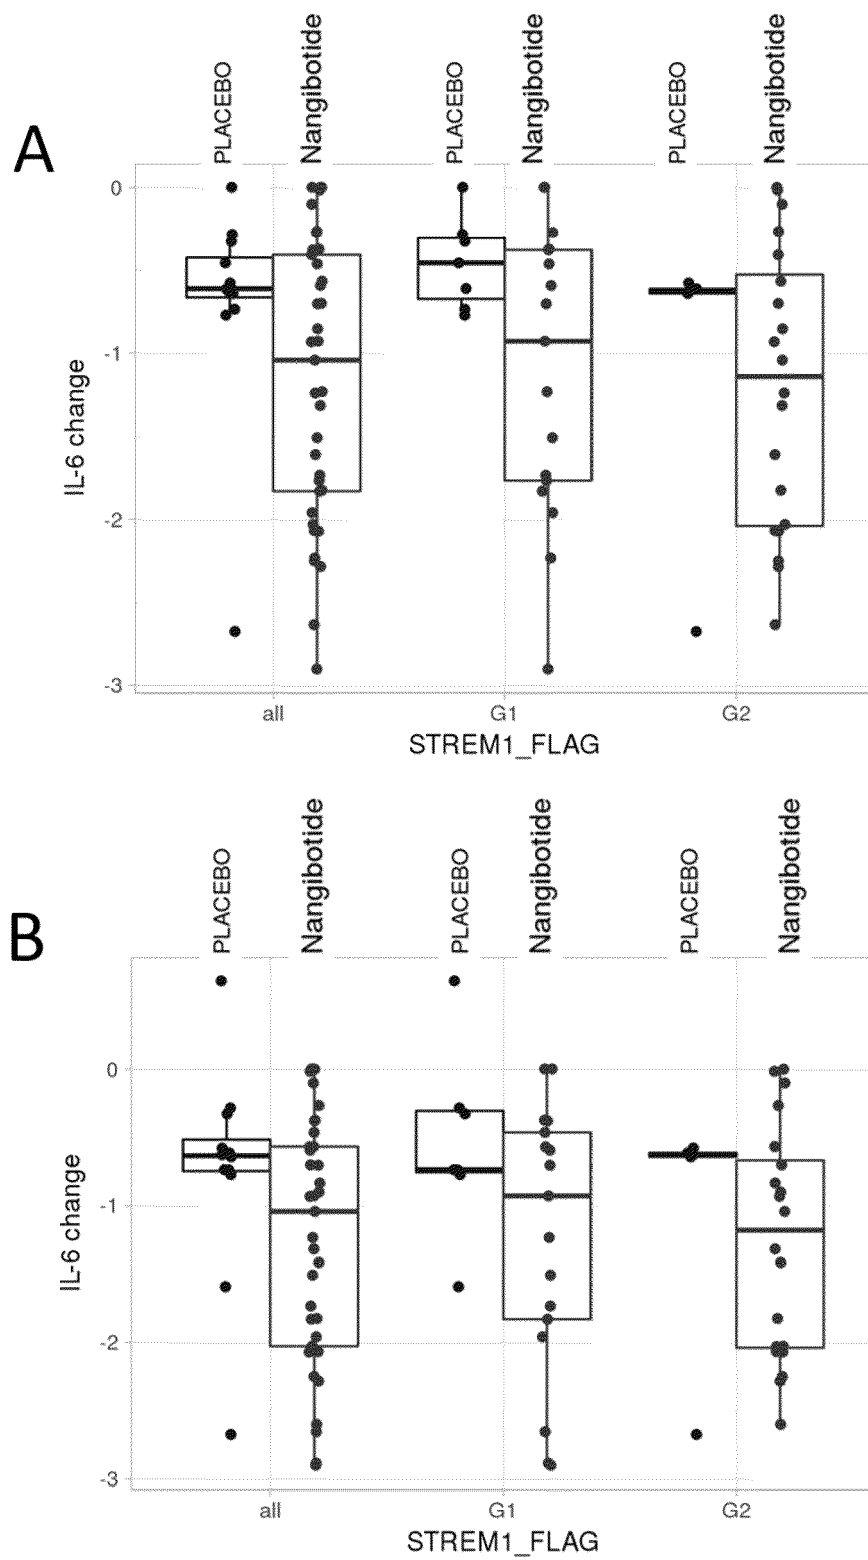 A
PLACEBO
Nangibotide
PLACEBO
Nangibotide
PLACEBO
Nangibotide
IL-6 change
0
-1
-2
-3
all
G1
G2
STREM1_FLAG
B
PLACEBO
Nangibotide
PLACEBO
Nangibotide
PLACEBO
Nangibotide
IL-6 change
0
-1
-2
-3
all
G1
G2
STREM1_FLAG